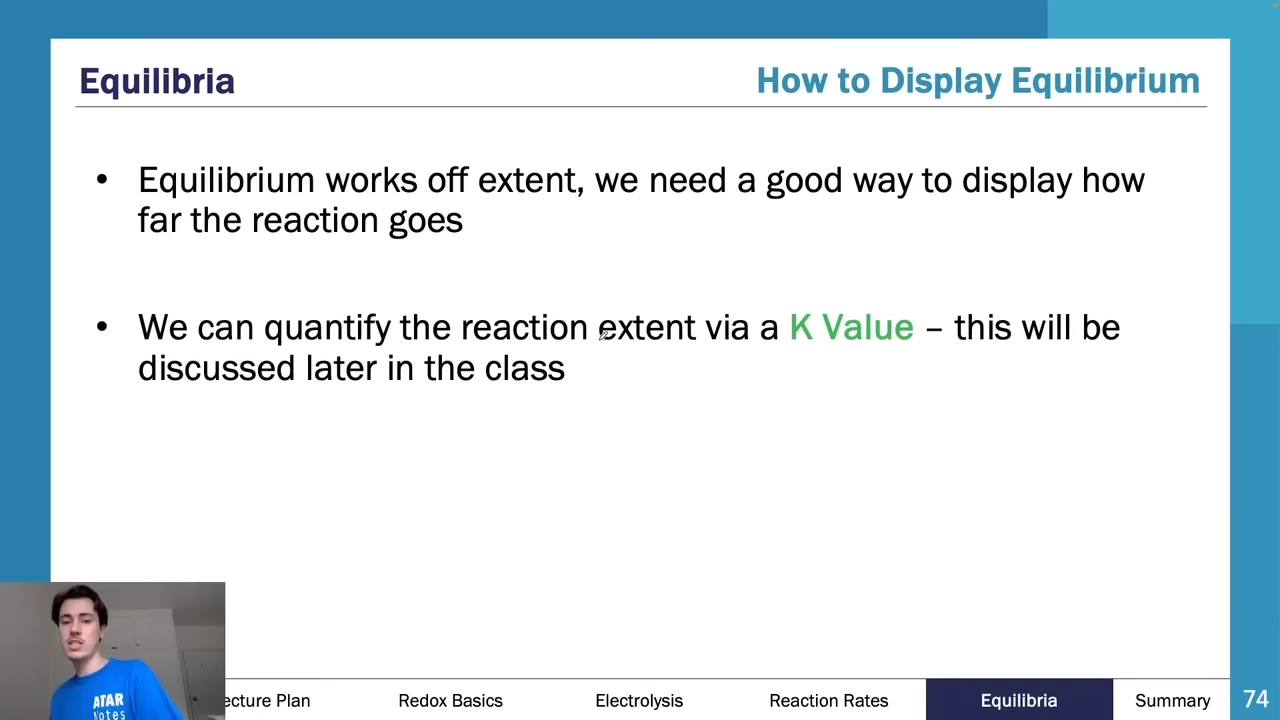 Equilibria
How to Display Equilibrium
• Equilibrium works off extent, we need a good way to display how
far the reaction goes
• We can quantify the reaction extent via a K Value – this will be
discussed later in the class
ATAR
Notes
ecture Plan
Redox Basics
Electrolysis
Reaction Rates
Equilibria
Summary
74